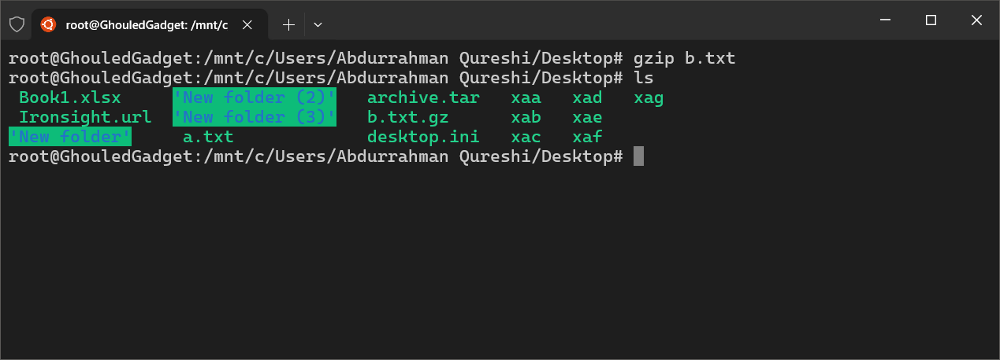 root@GhouledGadget: /mnt/c
root@GhouledGadget:/mnt/c/Users/Abdurrahman Qureshi/Desktop# gzip b.txt
root@GhouledGadget:/mnt/c/Users/Abdurrahman Qureshi/Desktop# ls
Book1.xlsx 'New folder (2)' archive.tar xaa xad xag
Ironsight.url 'New folder (3)' b.txt.gz xab xae
'New folder' a.txt desktop.ini xac xaf
root@GhouledGadget:/mnt/c/Users/Abdurrahman Qureshi/Desktop#